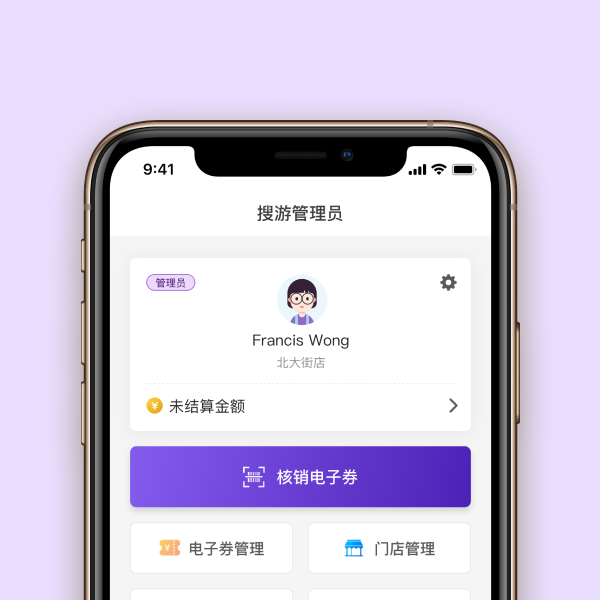 9:41
搜游管理员
管理员
Francis Wong
北大街店
¥ 未结算金额
核销电子券
¥ 电子券管理
门店管理